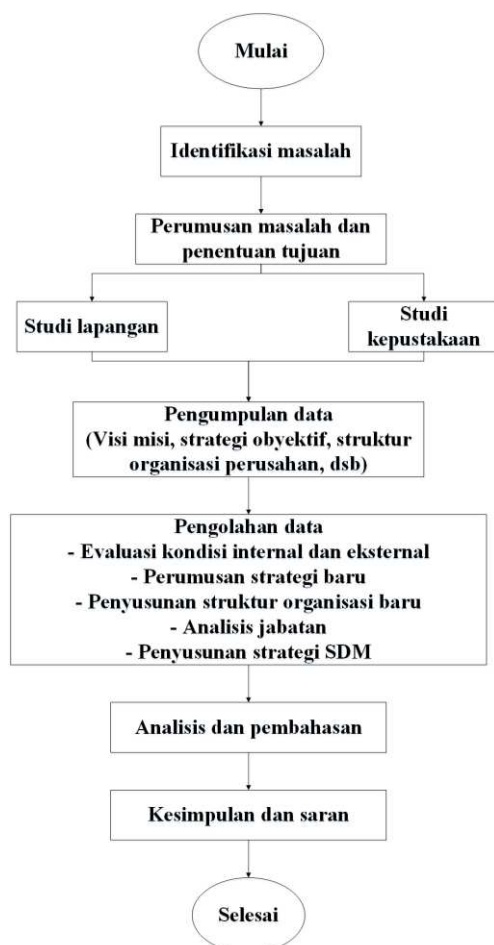 Mulai
Identifikasi masalah
Perumusan masalah dan
penentuan tujuan
Studi lapangan
Studi
kepustakaan
Pengumpulan data
(Visi misi, strategi obyektif, struktur
organisasi perusahan, dsb)
Pengolahan data
- Evaluasi kondisi internal dan eksternal
- Perumusan strategi baru
- Penyusunan struktur organisasi baru
- Analisis jabatan
- Penyusunan strategi SDM
Analisis dan pembahasan
Kesimpulan dan saran
Selesai